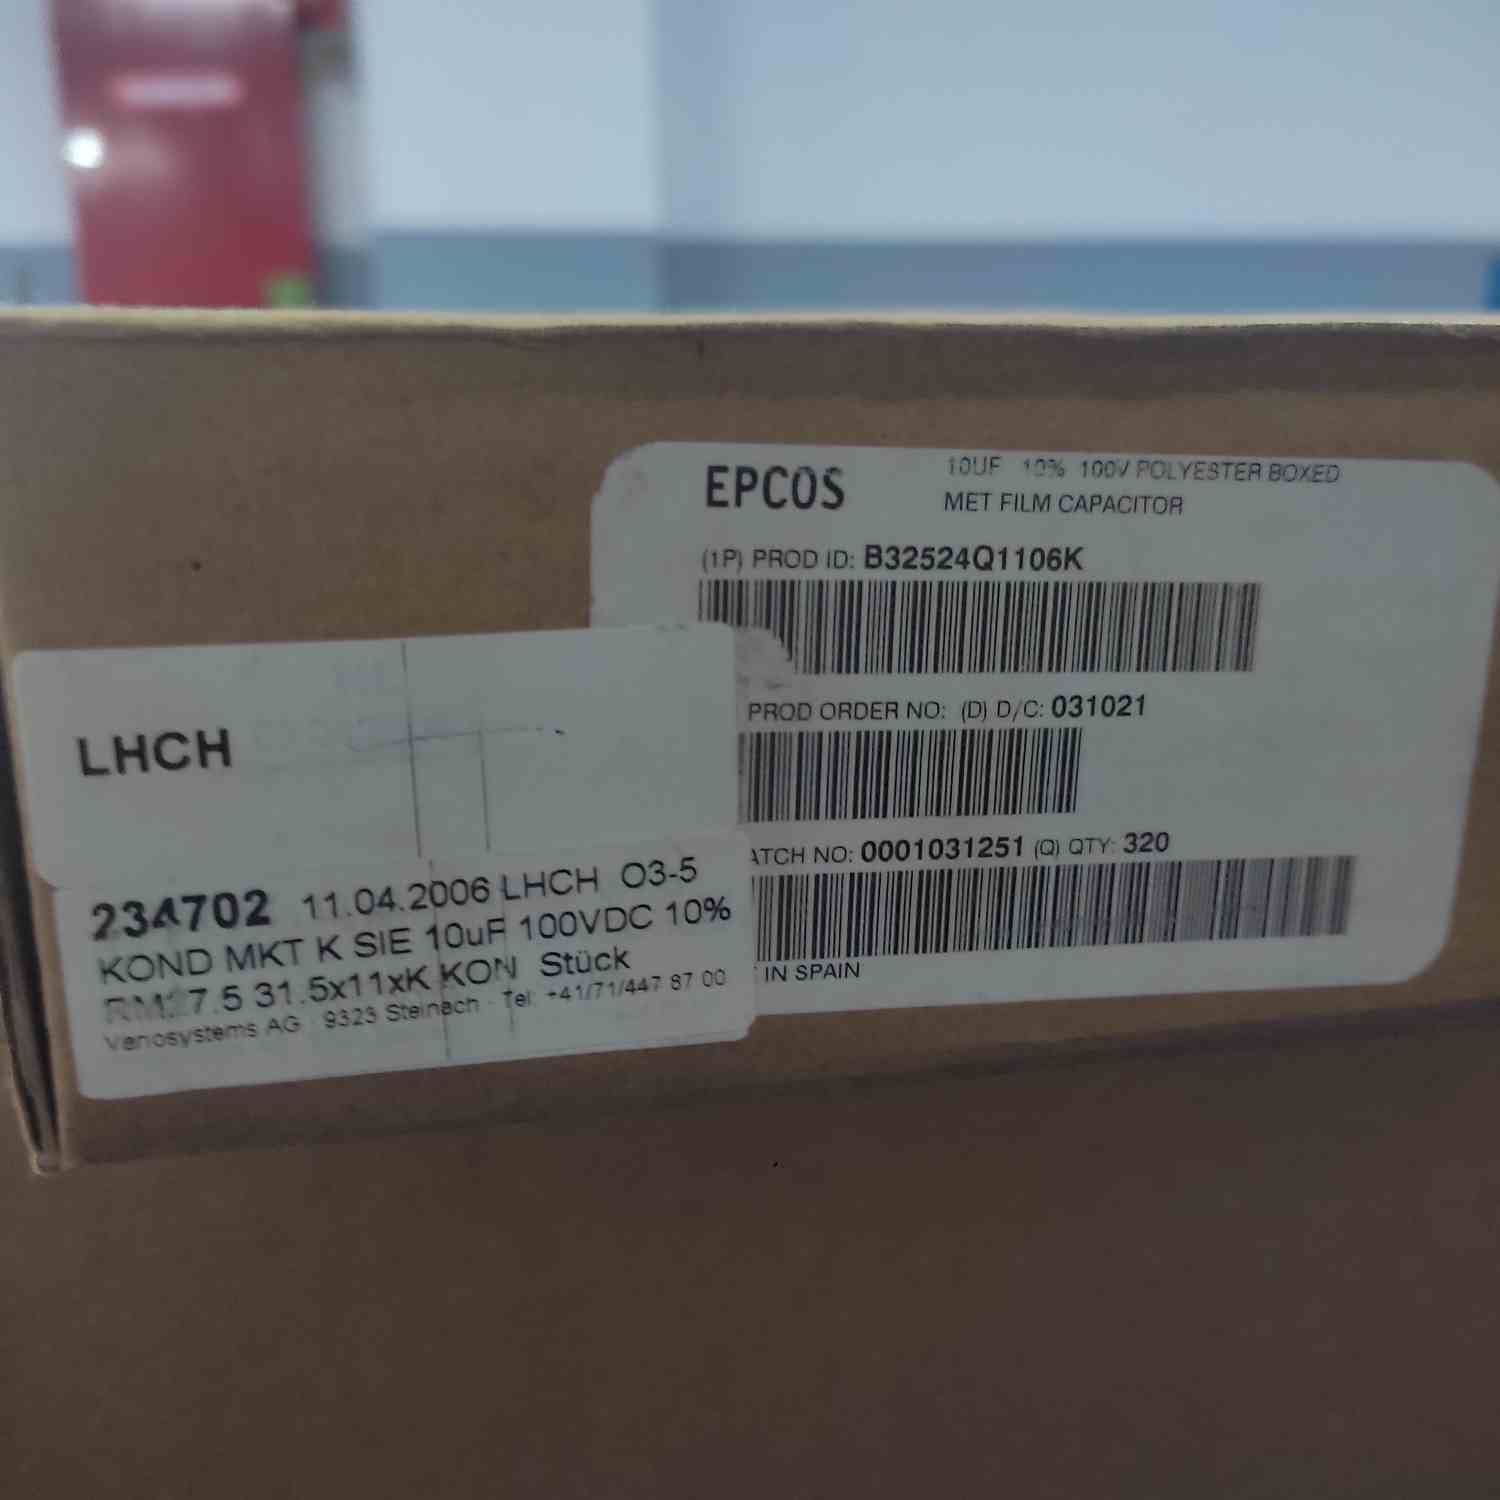 EPCOS
10UF 10% 100V POLYESTER BOXED
MET FILM CAPACITOR
(1P) PROD ID: B32524Q1106K
PROD ORDER NO: (D) D/C: 031021
ATCH NO: 0001031251 (Q) QTY: 320
IN SPAIN
LHCH
234702 11.04.2006 LHCH O3-5
KOND MKT K SIE 10uF 100VDC 10%
RM27.5 31.5x11xK KON Stück
AG 9323 Steinach Tel. +41/71/447 87 00